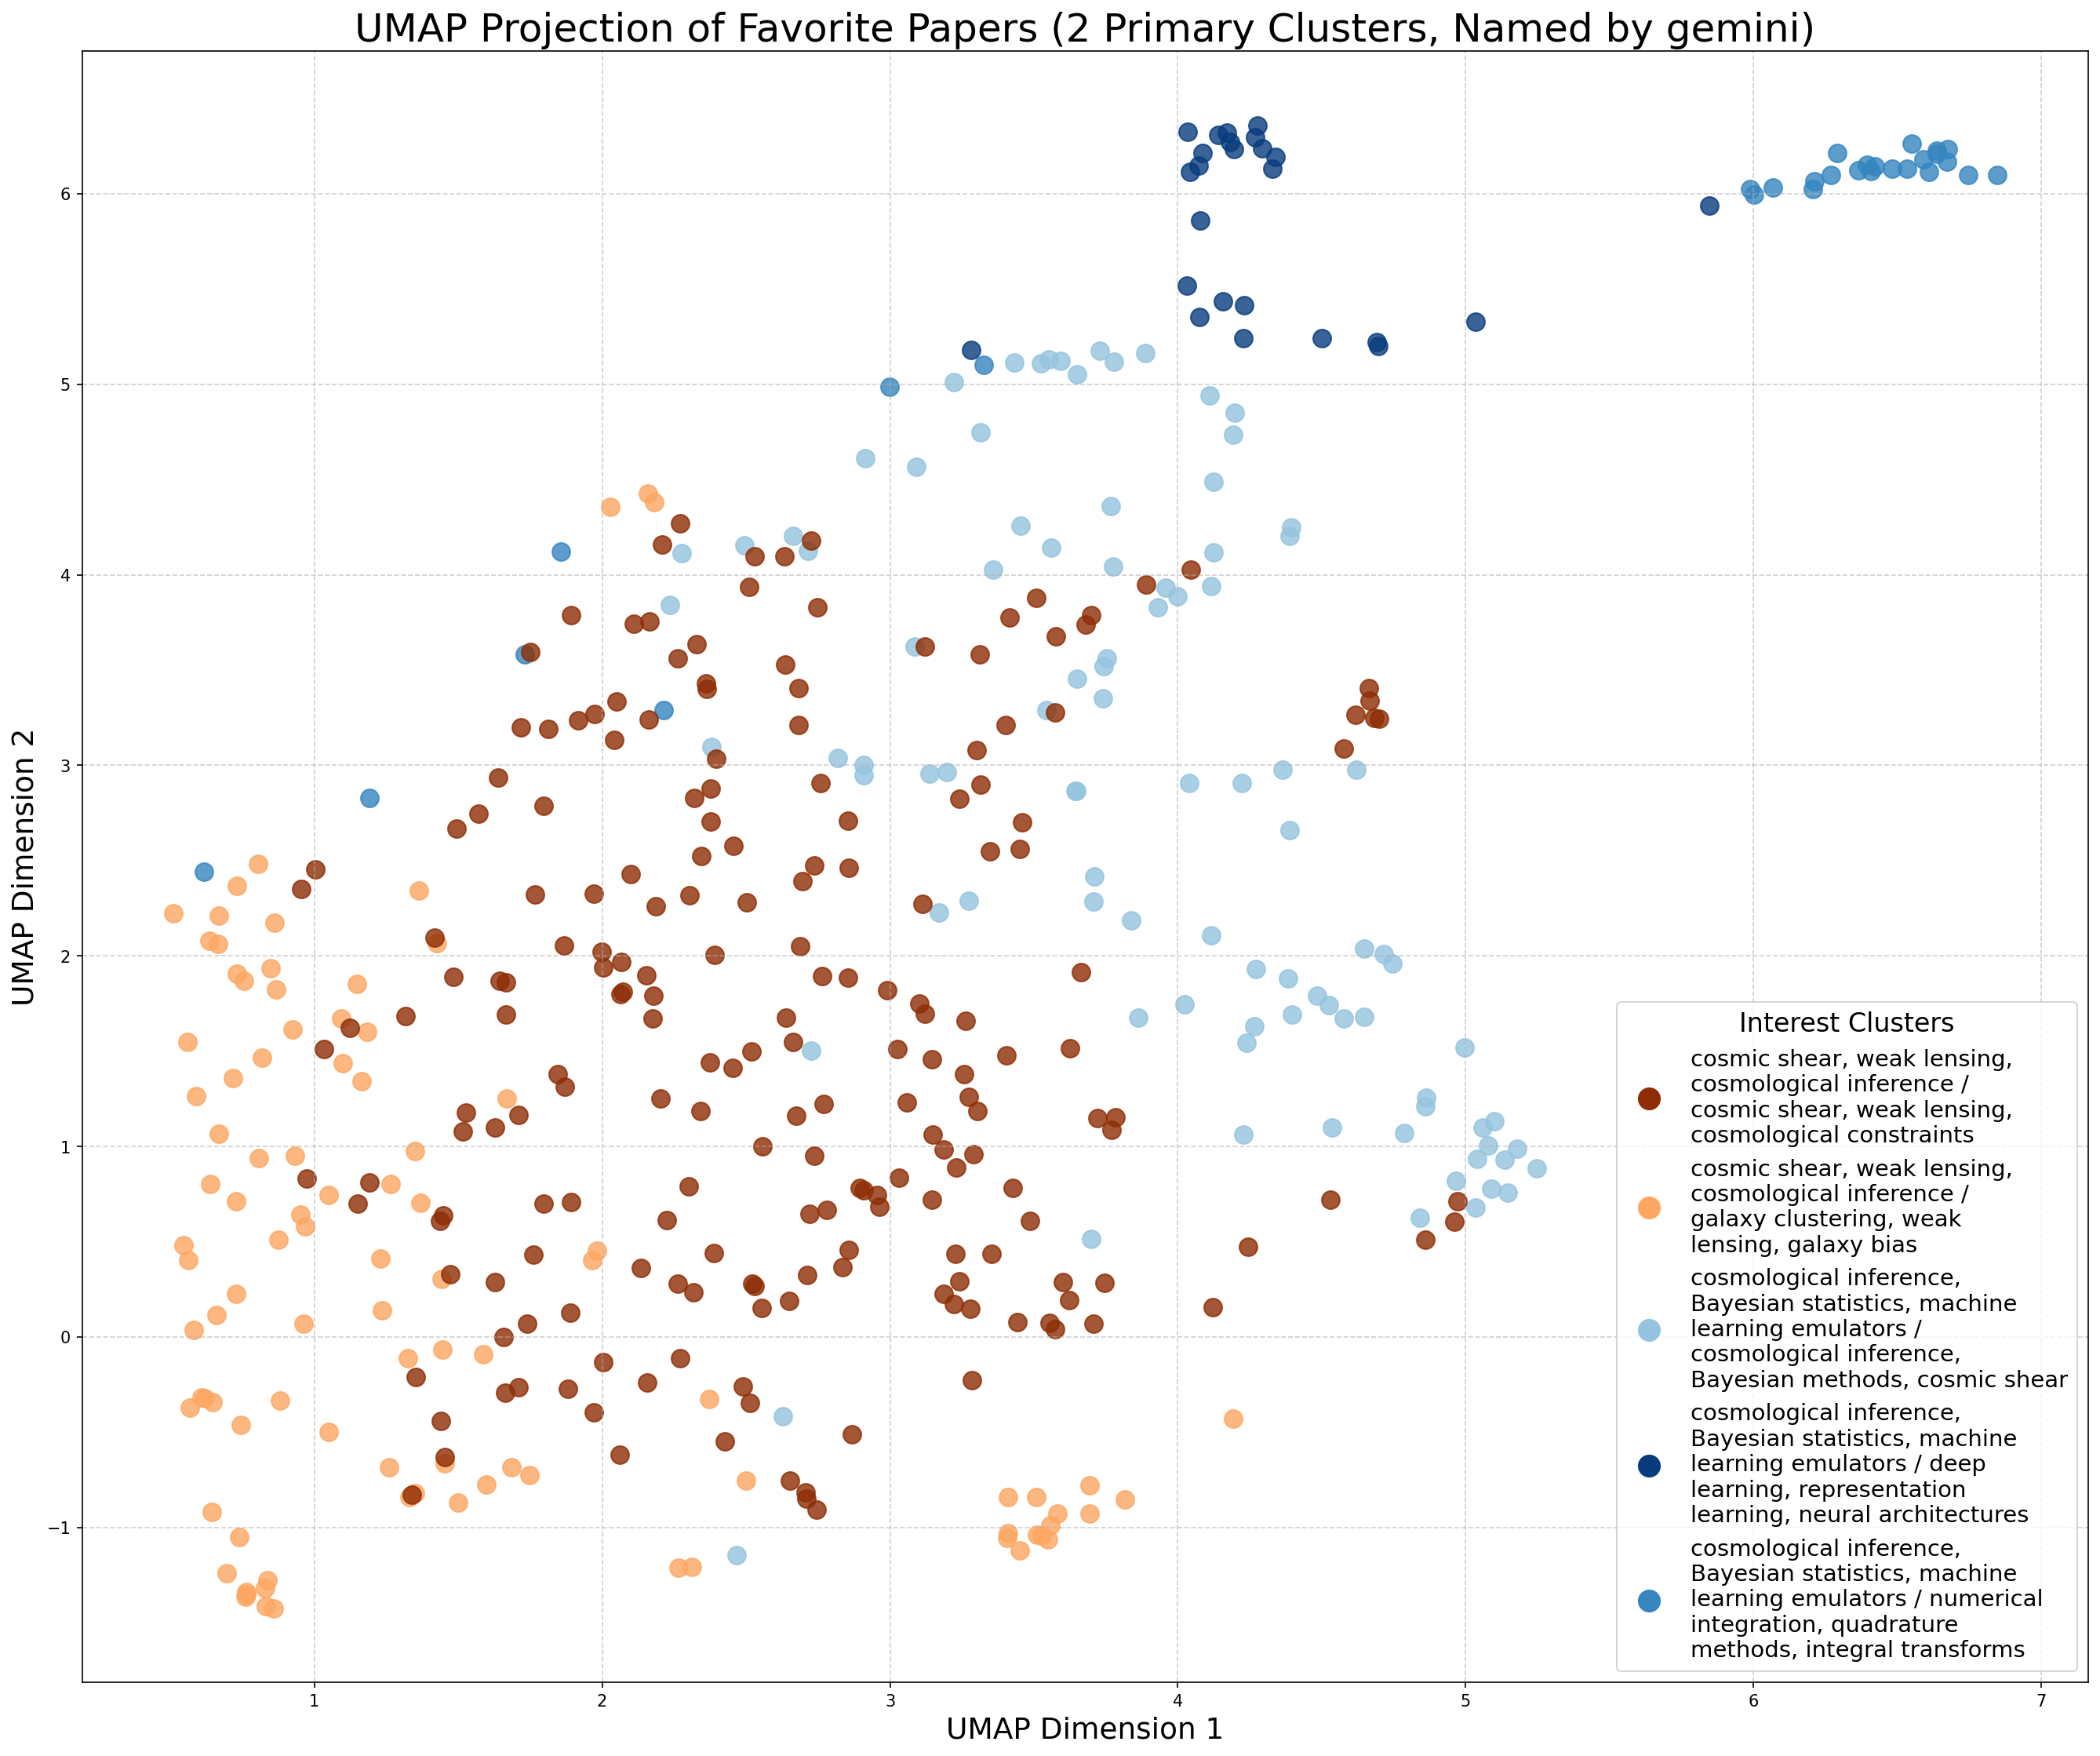 UMAP Projection of Favorite Papers (2 Primary Clusters, Named by gemini)
UMAP Dimension 2
6
5
4
3
2
1
0
−1
1
2
3
4
5
6
7
UMAP Dimension 1
Interest Clusters
cosmic shear, weak lensing,
cosmological inference /
cosmic shear, weak lensing,
cosmological constraints
cosmic shear, weak lensing,
cosmological inference /
galaxy clustering, weak
lensing, galaxy bias
cosmological inference,
Bayesian statistics, machine
learning emulators /
cosmological inference,
Bayesian methods, cosmic shear
cosmological inference,
Bayesian statistics, machine
learning emulators / deep
learning, representation
learning, neural architectures
cosmological inference,
Bayesian statistics, machine
learning emulators / numerical
integration, quadrature
methods, integral transforms